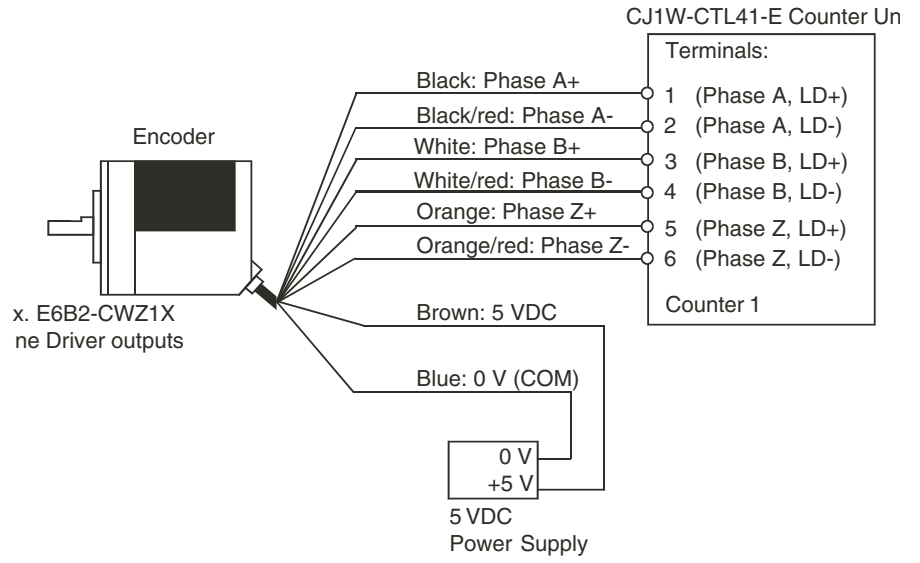 CJ1W-CTL41-E Counter Un
Terminals:
Black: Phase A+
1 (Phase A, LD+)
Black/red: Phase A-
2 (Phase A, LD-)
White: Phase B+
3 (Phase B, LD+)
White/red: Phase B-
4 (Phase B, LD-)
Orange: Phase Z+
5 (Phase Z, LD+)
Orange/red: Phase Z-
6 (Phase Z, LD-)
Counter 1
Encoder
x. E6B2-CWZ1X
ne Driver outputs
Brown: 5 VDC
Blue: 0 V (COM)
0 V
+5 V
5 VDC
Power Supply